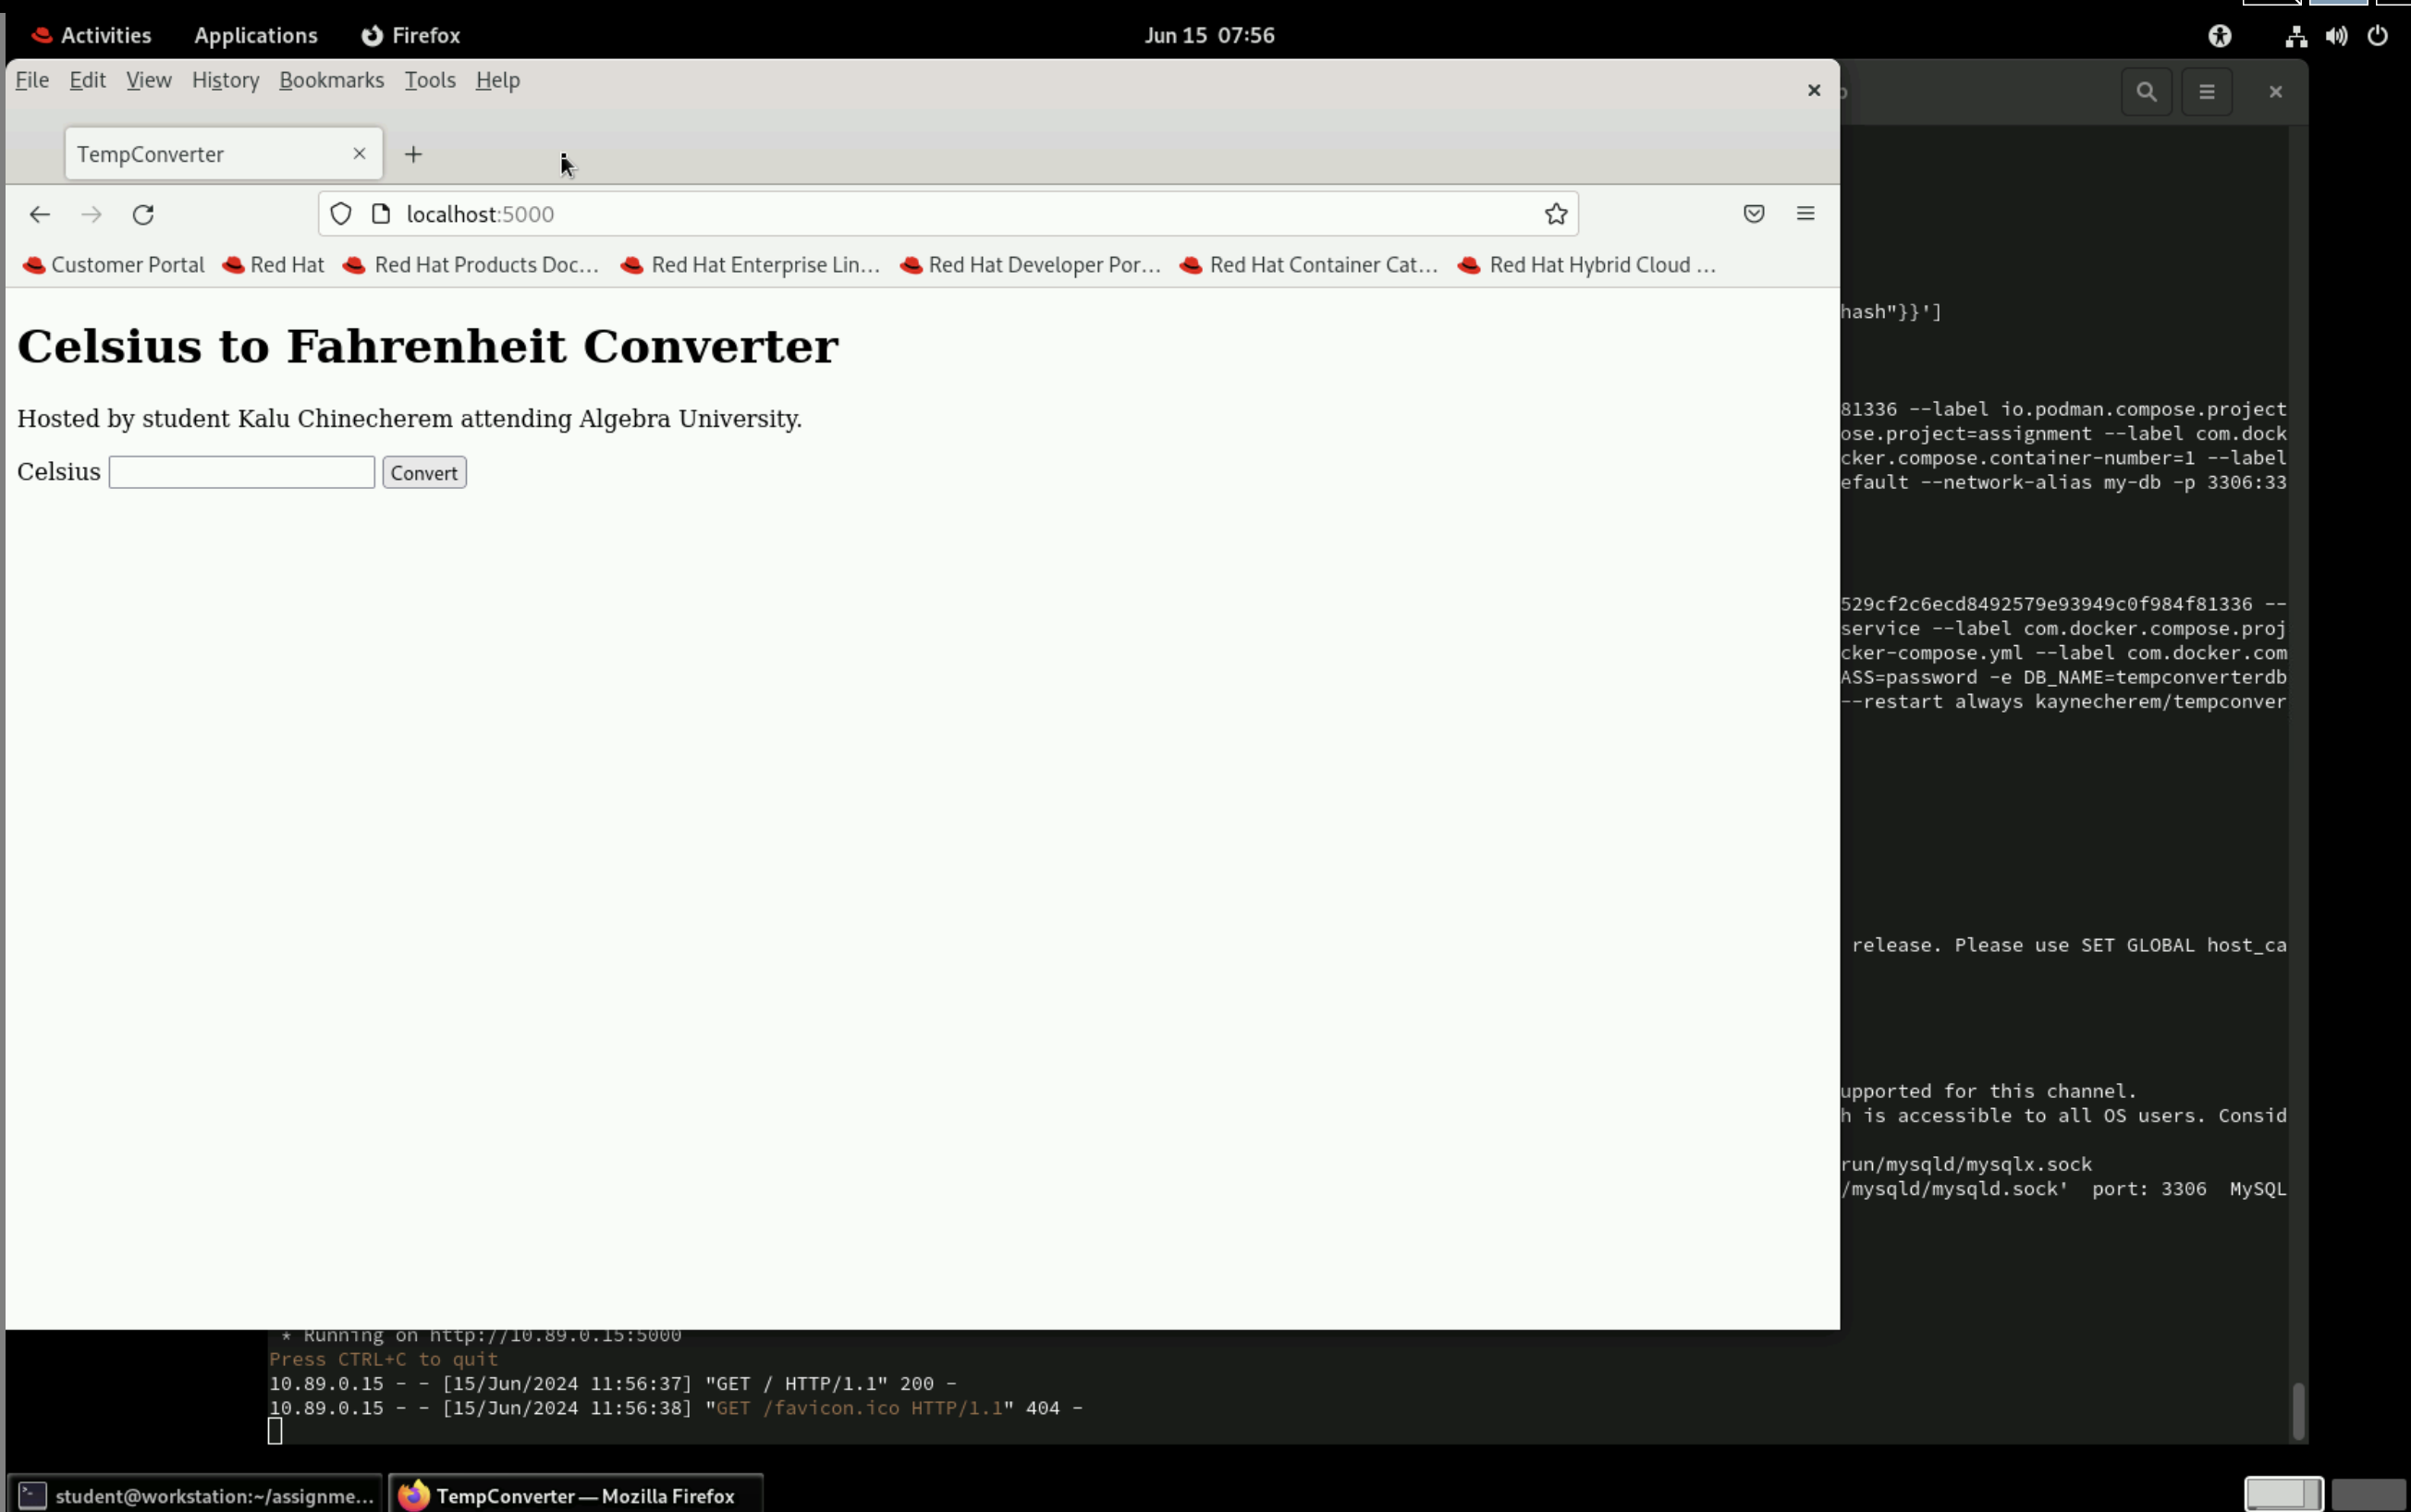 Activities Applications Firefox Jun 15 07:56
File Edit View History Bookmarks Tools Help
TempConverter
localhost:5000
Customer Portal Red Hat Red Hat Products Doc… Red Hat Enterprise Lin… Red Hat Developer Por… Red Hat Container Cat… Red Hat Hybrid Cloud …
Celsius to Fahrenheit Converter
Hosted by student Kalu Chinecherem attending Algebra University.
Celsius Convert
hash"}}']
81336 --label io.podman.compose.project
ose.project=assignment --label com.dock
cker.compose.container-number=1 --label
efault --network-alias my-db -p 3306:33
529cf2c6ecd8492579e93949c0f984f81336 --
service --label com.docker.compose.proj
cker-compose.yml --label com.docker.com
ASS=password -e DB_NAME=tempconverterdb
--restart always kaynecherem/tempconver
release. Please use SET GLOBAL host_ca
upported for this channel.
h is accessible to all OS users. Consid
run/mysqld/mysqlx.sock
/mysqld/mysqld.sock' port: 3306 MySQL
* Running on http://10.89.0.15:5000
Press CTRL+C to quit
10.89.0.15 - - [15/Jun/2024 11:56:37] "GET / HTTP/1.1" 200 -
10.89.0.15 - - [15/Jun/2024 11:56:38] "GET /favicon.ico HTTP/1.1" 404 -
student@workstation:~/assignme… TempConverter — Mozilla Firefox